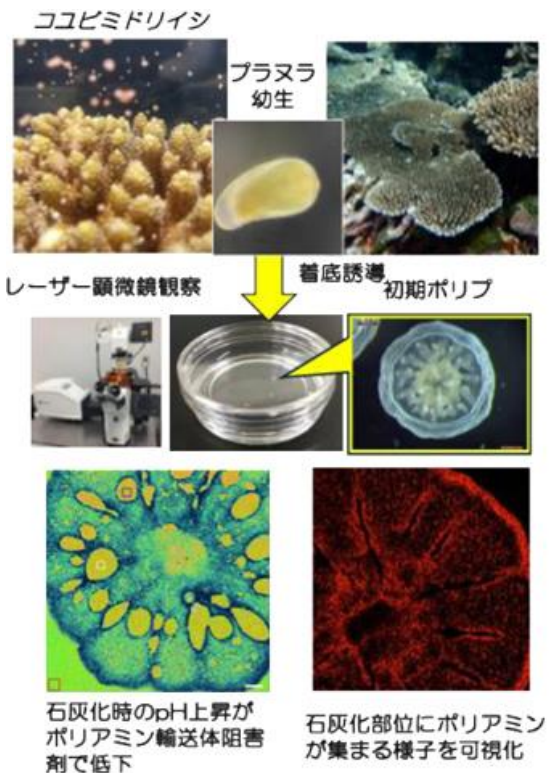 コユビミドリイシ
プラヌラ
幼生
着底誘導
レーザー顕微鏡観察
初期ポリプ
石灰化時のpH上昇が
ポリアミン輸送体阻害
剤で低下
石灰化部位にポリアミン
が集まる様子を可視化